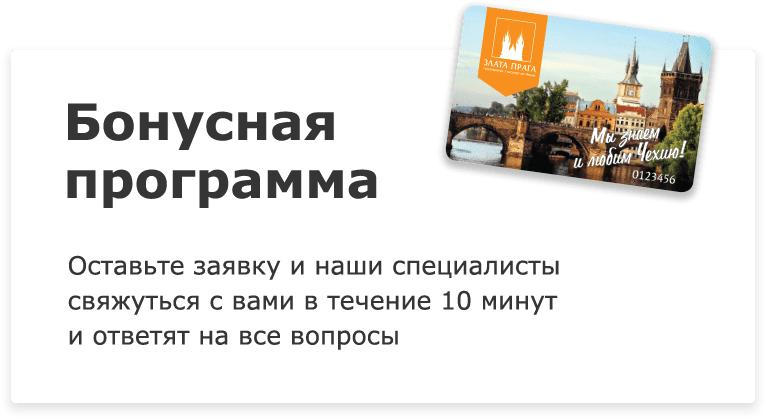 Бонусная
программа
Оставьте заявку и наши специалисты
свяжуться с вами в течение 10 минут
и ответят на все вопросы
ЗЛАТА ПРАГА
Мы знаем
и любим Чехию!
0123456